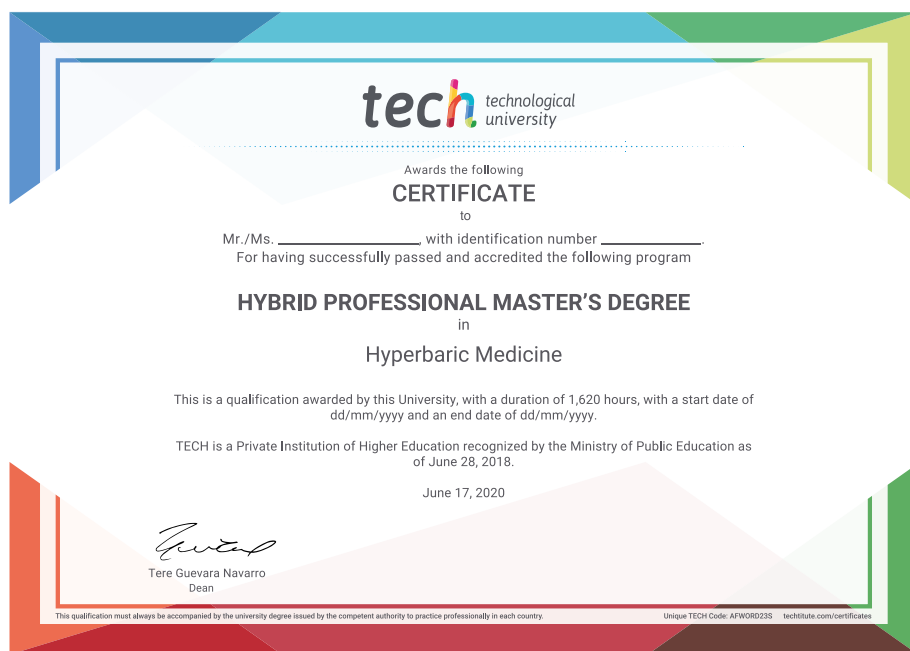 tech technological
university
Awards the following
CERTIFICATE
to
Mr./Ms. ____________________, with identification number ______________.
For having successfully passed and accredited the following program
HYBRID PROFESSIONAL MASTER'S DEGREE
in
Hyperbaric Medicine
This is a qualification awarded by this University, with a duration of 1,620 hours, with a start date of
dd/mm/yyyy and an end date of dd/mm/yyyy.
TECH is a Private Institution of Higher Education recognized by the Ministry of Public Education as
of June 28, 2018.
June 17, 2020
Tere Guevara Navarro
Dean
This qualification must always be accompanied by the university degree issued by the competent authority to practice professionally in each country. Unique TECH Code: AFWORD23S techtitute.com/certificates